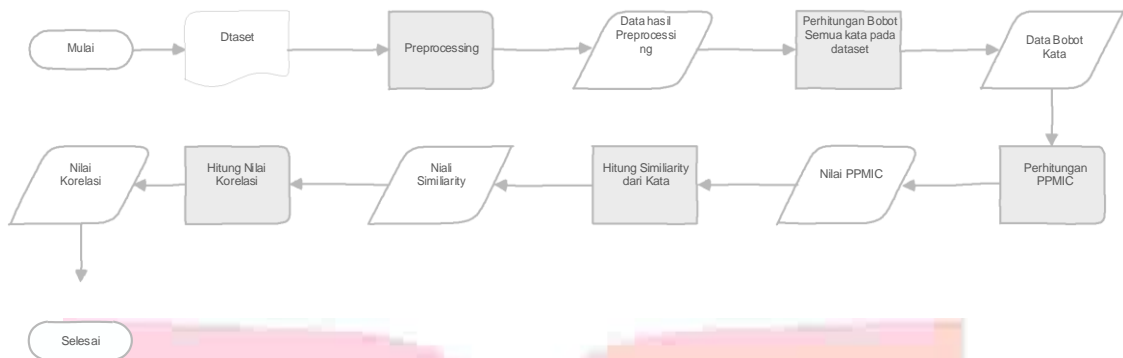 Mulai
Dtaset
Preprocessing
Data hasil
Preprocessi
ng
Perhitungan Bobot
Semua kata pada
dataset
Data Bobot
Kata
Nilai
Korelasi
Hitung Nilai
Korelasi
Niali
Similiarity
Hitung Similiarity
dari Kata
Nilai PPMIC
Perhitungan
PPMIC
Selesai